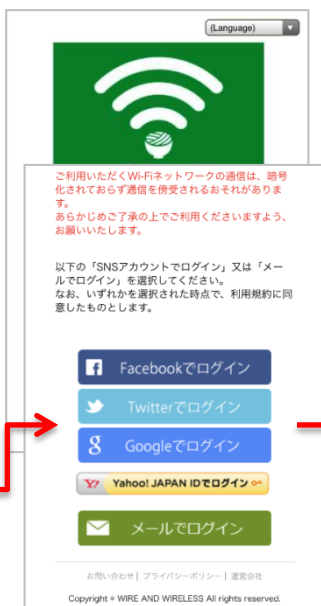 (Language)
ご利用いただくWi-Fiネットワークの通信は、暗号
化されておらず通信を傍受されるおそれがありま
す。
あらかじめご了承の上でご利用くださいますよう、
お願いいたします。
以下の「SNSアカウントでログイン」又は「メー
ルでログイン」を選択してください。
なお、いずれかを選択された時点で、利用規約に同
意したものとします。
f Facebookでログイン
Twitterでログイン
g Googleでログイン
Y! Yahoo! JAPAN IDでログイン
メールでログイン
お問い合わせ | プライバシーポリシー | 運営会社
Copyright © WIRE AND WIRELESS All rights reserved.